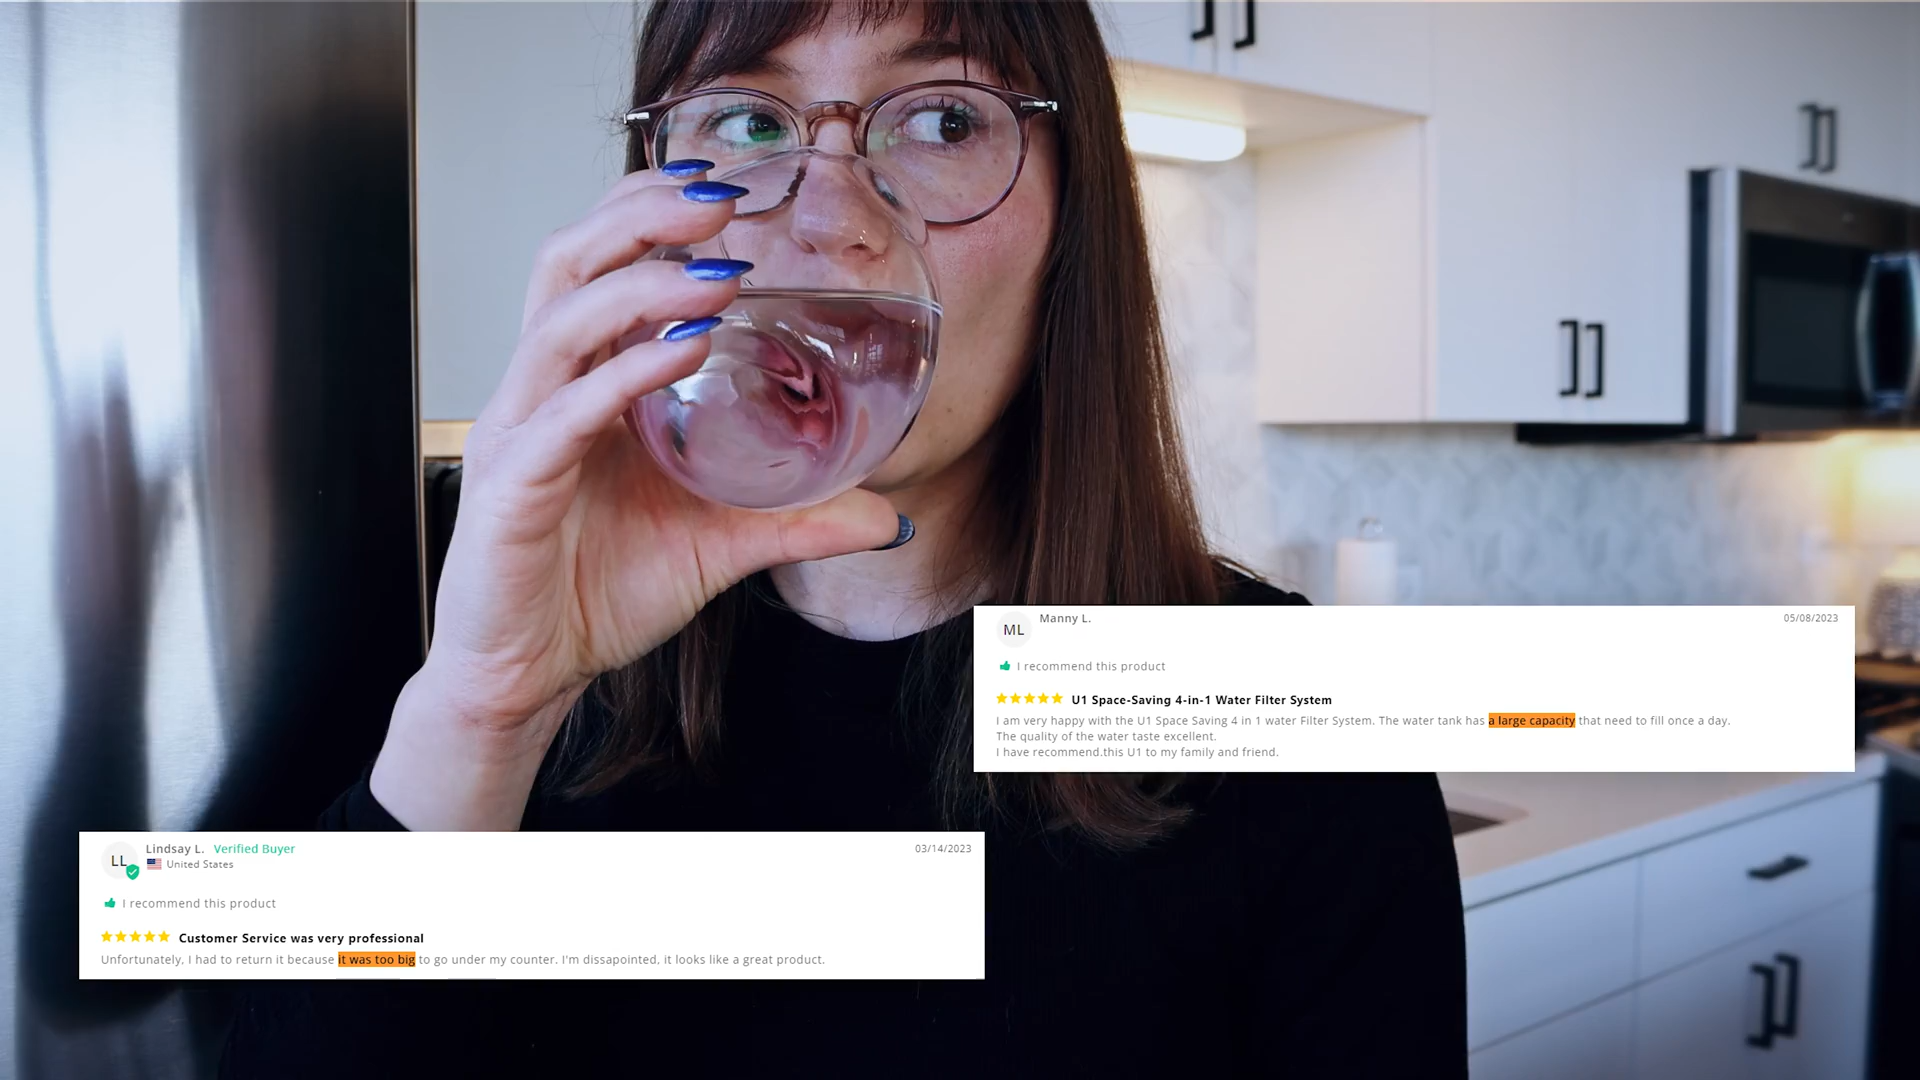 ML
Manny L.
05/08/2023
I recommend this product
U1 Space-Saving 4-in-1 Water Filter System
I am very happy with the U1 Space Saving 4 in 1 water Filter System. The water tank has a large capacity that need to fill once a day.
The quality of the water taste excellent.
I have recommend.this U1 to my family and friend.
LL
Lindsay L. Verified Buyer
03/14/2023
United States
I recommend this product
Customer Service was very professional
Unfortunately, I had to return it because it was too big to go under my counter. I'm dissapointed, it looks like a great product.